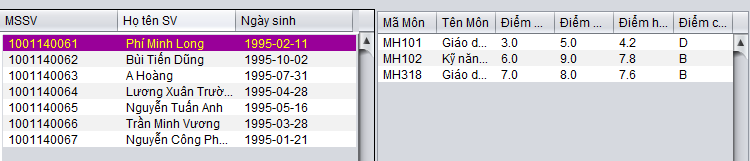 MSSV Họ tên SV Ngày sinh
1001140061 Phí Minh Long 1995-02-11
1001140062 Bùi Tiến Dũng 1995-10-02
1001140063 A Hoàng 1995-07-31
1001140064 Lương Xuân Trườ... 1995-04-28
1001140065 Nguyễn Tuấn Anh 1995-05-16
1001140066 Trần Minh Vương 1995-03-28
1001140067 Nguyễn Công Ph... 1995-01-21
Mã Môn Tên Môn Điểm ... Điểm ... Điểm h... Điểm c...
MH101 Giáo d... 3.0 5.0 4.2 D
MH102 Kỹ năn... 6.0 9.0 7.8 B
MH318 Giáo d... 7.0 8.0 7.6 B